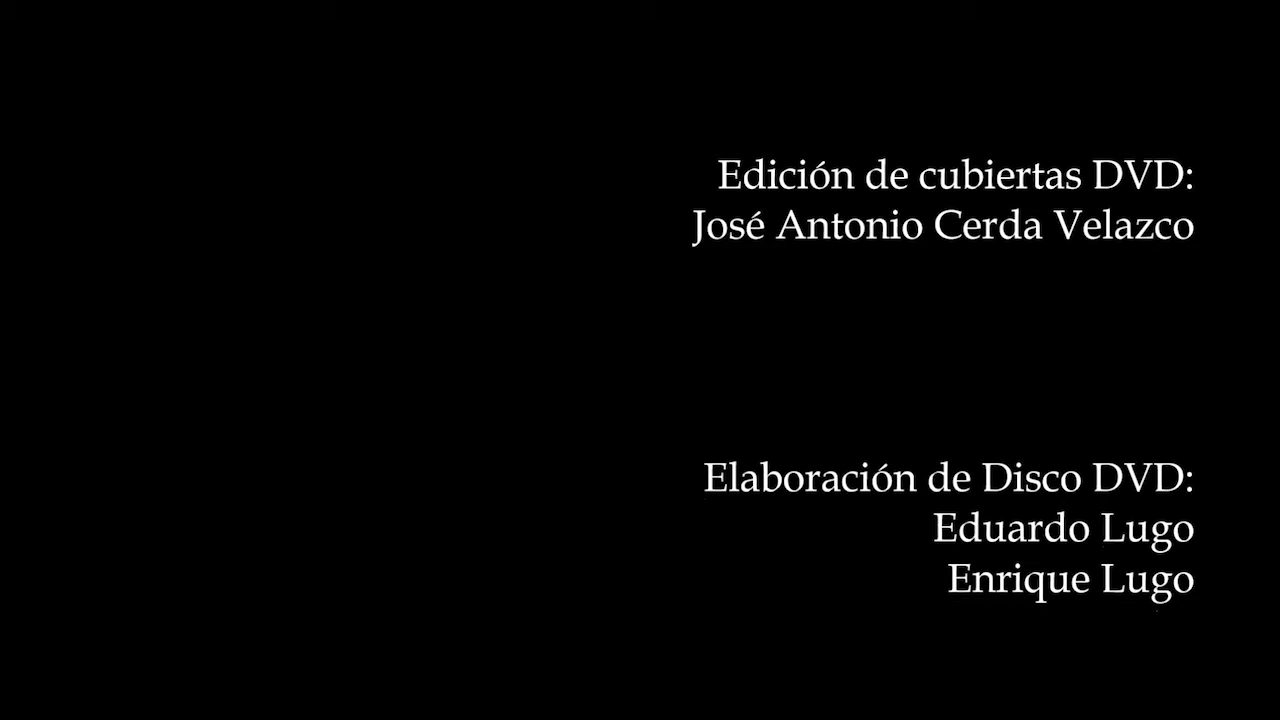 Edición de cubiertas DVD:
José Antonio Cerda Velazco
Elaboración de Disco DVD:
Eduardo Lugo
Enrique Lugo